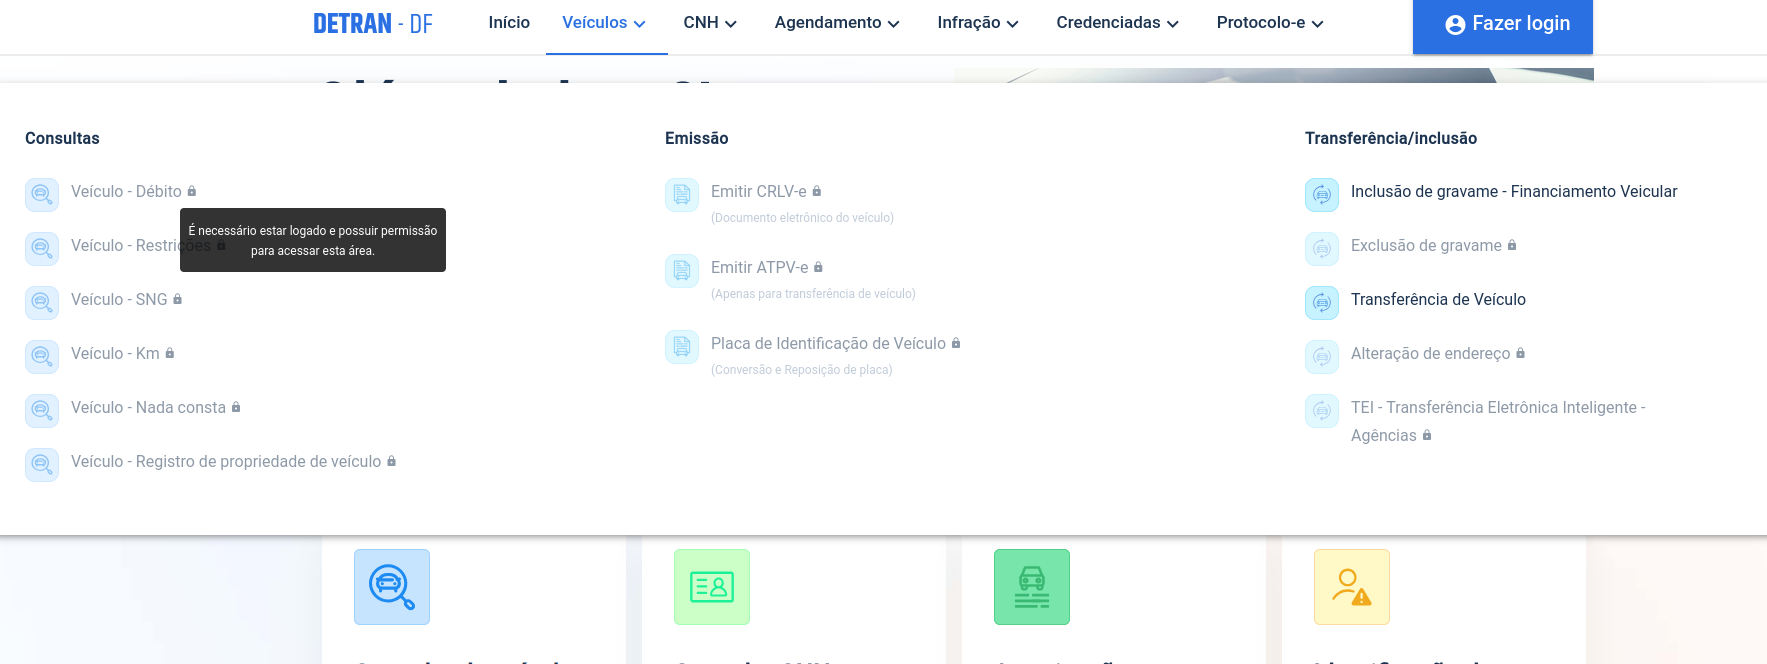 DETRAN - DF
Início
Veículos
CNH
Agendamento
Infração
Credenciadas
Protocolo-e
Fazer login
Consultas
Veículo - Débito
É necessário estar logado e possuir permissão
para acessar esta área.
Veículo - Restrições
Veículo - SNG
Veículo - Km
Veículo - Nada consta
Veículo - Registro de propriedade de veículo
Emissão
Emitir CRLV-e
(Documento eletrônico do veículo)
Emitir ATPV-e
(Apenas para transferência de veículo)
Placa de Identificação de Veículo
(Conversão e Reposição de placa)
Transferência/inclusão
Inclusão de gravame - Financiamento Veicular
Exclusão de gravame
Transferência de Veículo
Alteração de endereço
TEI - Transferência Eletrônica Inteligente -
Agências